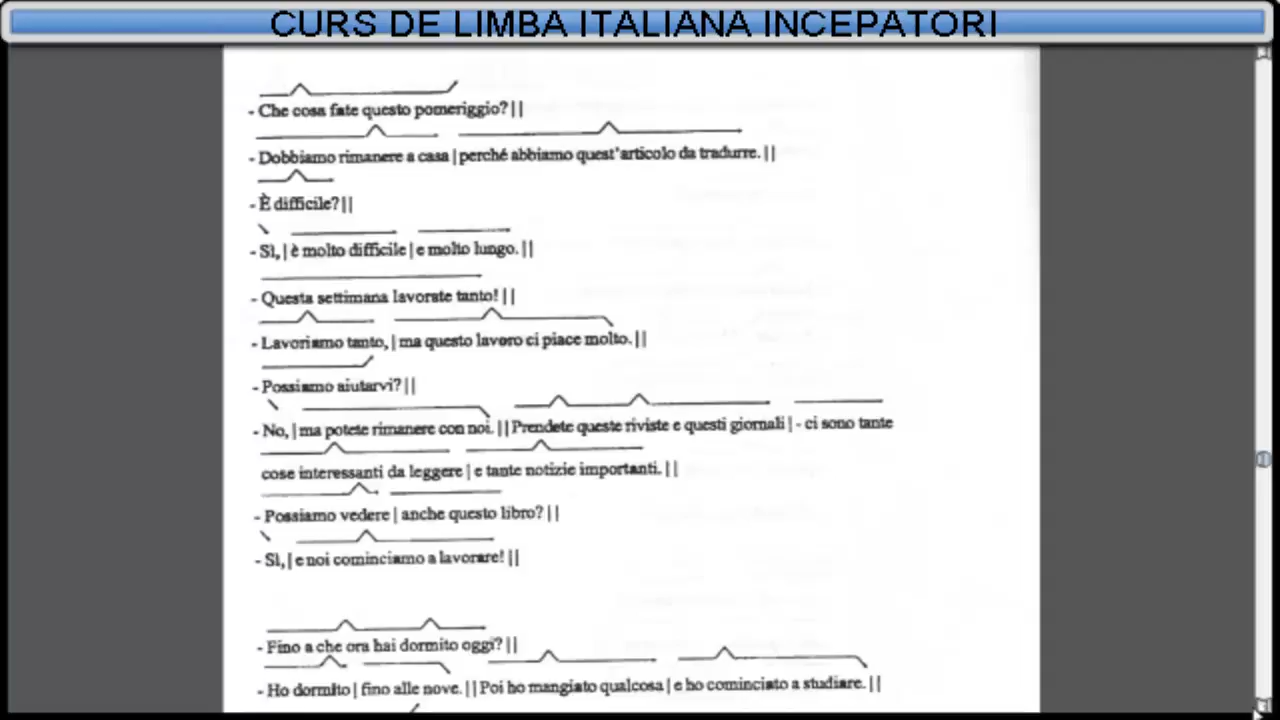 CURS DE LIMBA ITALIANA INCEPATORI
- Che cosa fate questo pomeriggio? ||
- Dobbiamo rimanere a casa | perché abbiamo quest'articolo da tradurre. ||
- È difficile? ||
- Sì, | è molto difficile | e molto lungo. ||
- Questa settimana lavorate tanto! ||
- Lavoriamo tanto, | ma questo lavoro ci piace molto. ||
- Possiamo aiutarvi? ||
- No, | ma potete rimanere con noi. || Prendete queste riviste e questi giornali | - ci sono tante
cose interessanti da leggere | e tante notizie importanti. ||
- Possiamo vedere | anche questo libro? ||
- Sì, | e noi cominciamo a lavorare! ||
- Fino a che ora hai dormito oggi? ||
- Ho dormito | fino alle nove. || Poi ho mangiato qualcosa | e ho cominciato a studiare. ||